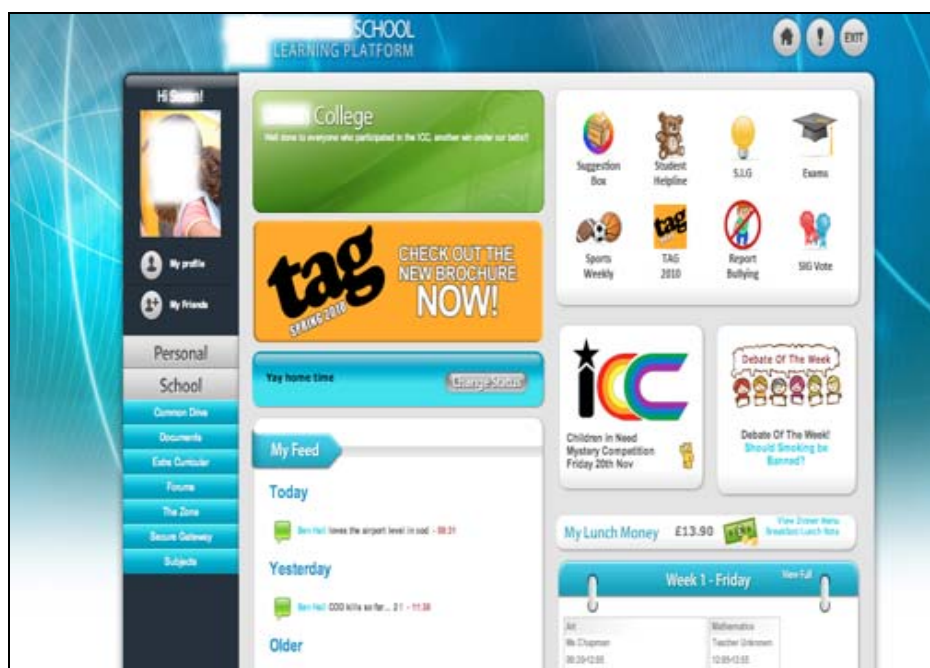 SCHOOL
LEARNING PLATFORM
EXIT
Hi
My profile
My Friends
Personal
School
Common Drive
Documents
Extra Curricular
Forums
The Zone
Secure Gateway
Subjects
College
Well done to everyone who participated in the ICC, another win under our belts!!
tag
SPRING 2010
CHECK OUT THE
NEW BROCHURE
NOW!
Yay home time
Change Status
My Feed
Today
Ben Hall loves the airport level in cod - 08:31
Yesterday
Ben Hall COD kills so far... 21 - 11:38
Older
Suggestion
Box
Student
Helpline
S.I.G
Exams
Sports
Weekly
tag
TAG
2010
Report
Bullying
SIG Vote
icc
Children in Need
Mystery Competition
Friday 20th Nov
Debate Of The Week
Debate Of The Week!
Should Smoking be
Banned?
My Lunch Money £13.90
View Dinner Menu
Breakfast/Lunch Note
Week 1 - Friday
View Full
Art
Ms Chapman
Mathematics
Teacher Unknown